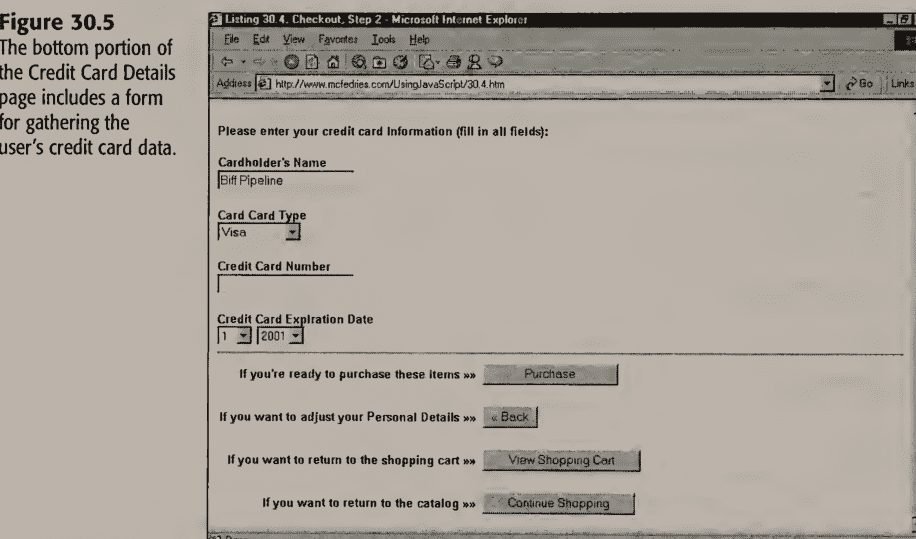 Figure 30.5
The bottom portion of
the Credit Card Details
page includes a form
for gathering the
user's credit card data.
Listing 30.4. Checkout, Step 2 - Microsoft Internet Explorer
File Edit View Favorites Tools Help
Address http://www.mcfedries.com/UsingJavaScript/30.4.htm Go Links
Please enter your credit card Information (fill in all fields):
Cardholder's Name
Biff Pipeline
Card Card Type
Visa
Credit Card Number
Credit Card Expiration Date
1 2001
If you're ready to purchase these items »» Purchase
If you want to adjust your Personal Details »» « Back
If you want to return to the shopping cart »» View Shopping Cart
If you want to return to the catalog »» Continue Shopping